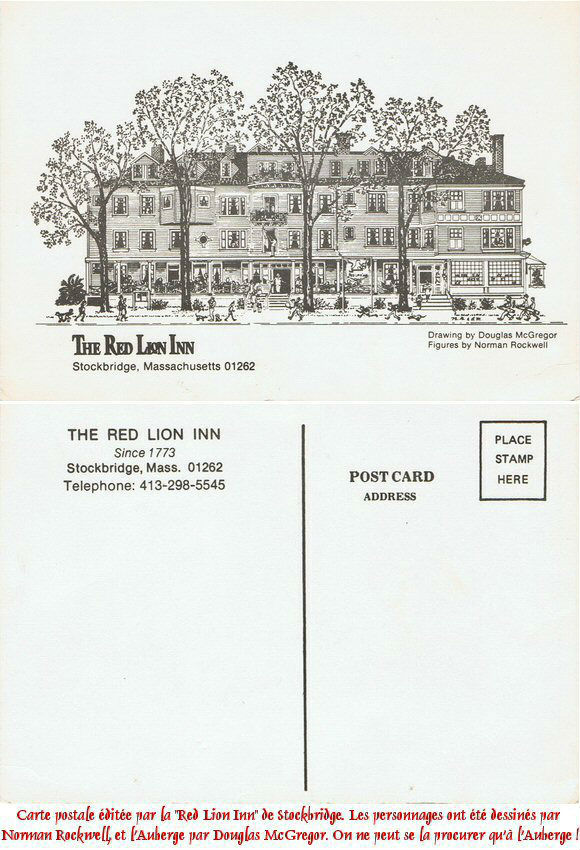 THE RED LION INN
Stockbridge, Massachusetts 01262
Drawing by Douglas McGregor
Figures by Norman Rockwell
THE RED LION INN
Since 1773
Stockbridge, Mass. 01262
Telephone: 413-298-5545
POST CARD
ADDRESS
PLACE
STAMP
HERE
Carte postale éditée par la "Red Lion Inn" de Stockbridge. Les personnages ont été dessinés par
Norman Rockwell, et l'Auberge par Douglas McGregor. On ne peut se la procurer qu'à l'Auberge !